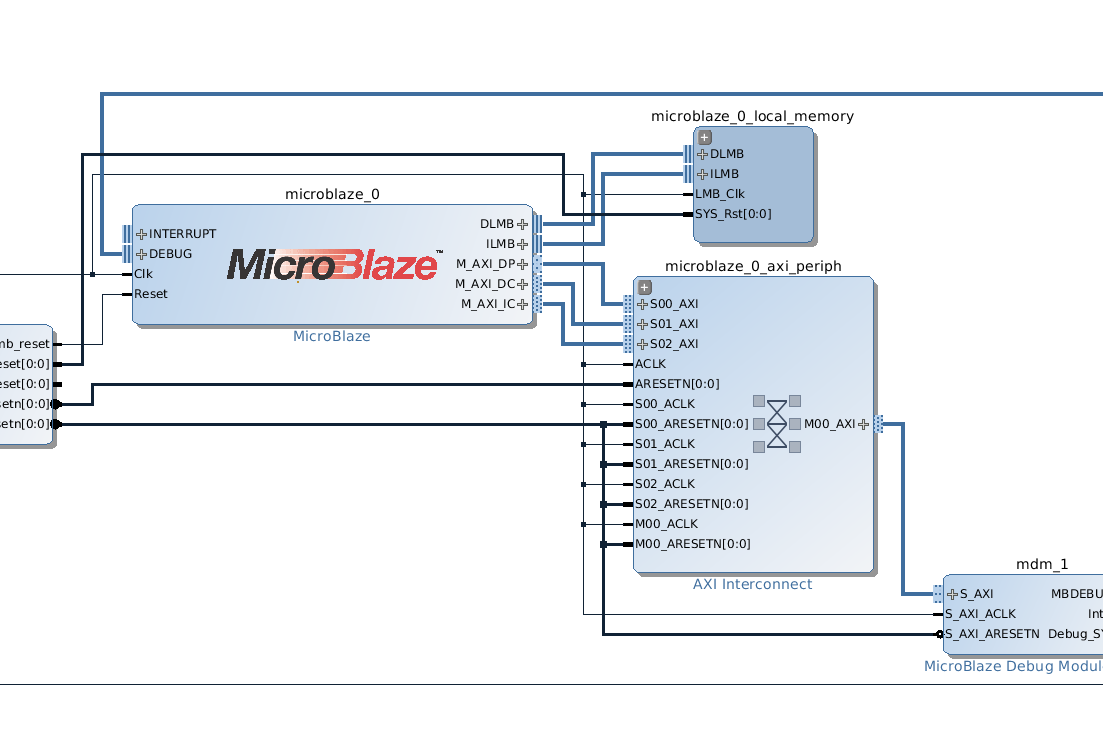 microblaze_0_local_memory
DLMB
ILMB
LMB_Clk
SYS_Rst[0:0]
microblaze_0
INTERRUPT
DEBUG
Clk
Reset
MicroBlaze™
DLMB
ILMB
M_AXI_DP
M_AXI_DC
M_AXI_IC
MicroBlaze
mb_reset
eset[0:0]
eset[0:0]
setn[0:0]
setn[0:0]
microblaze_0_axi_periph
S00_AXI
S01_AXI
S02_AXI
ACLK
ARESETN[0:0]
S00_ACLK
S00_ARESETN[0:0]
S01_ACLK
S01_ARESETN[0:0]
S02_ACLK
S02_ARESETN[0:0]
M00_ACLK
M00_ARESETN[0:0]
M00_AXI
AXI Interconnect
mdm_1
S_AXI
S_AXI_ACLK
S_AXI_ARESETN
MBDEBU
Int
Debug_SY
MicroBlaze Debug Modul